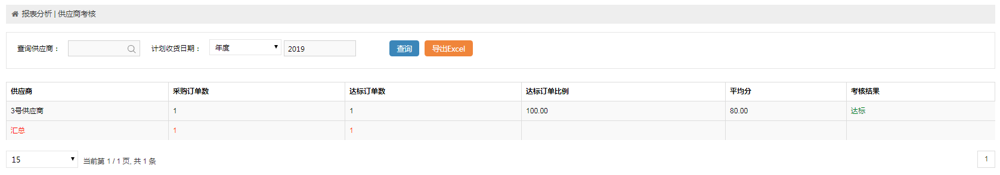 报表分析 | 供应商考核
查询供应商： 计划收货日期： 年度 2019 查询 导出Excel
供应商 采购订单数 达标订单数 达标订单比例 平均分 考核结果
3号供应商 1 1 100.00 80.00 达标
汇总 1 1
15 当前第 1 / 1 页, 共 1 条 1